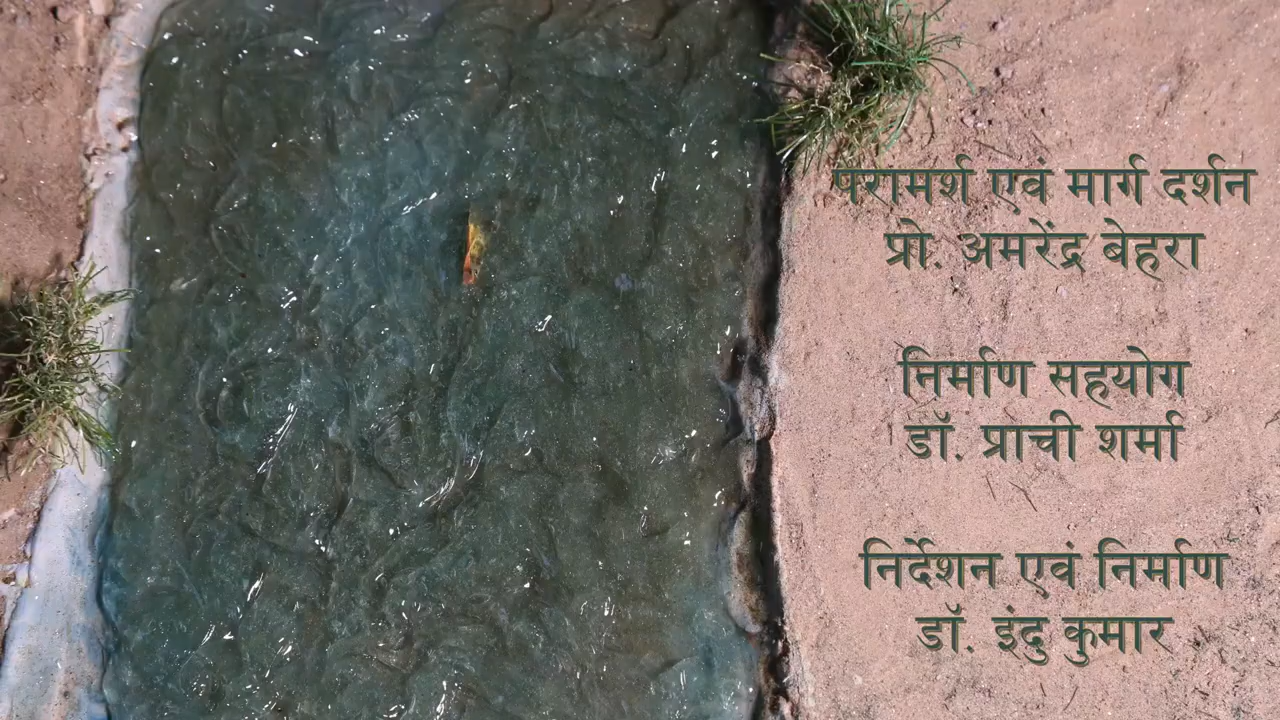 परामर्श एवं मार्ग दर्शन
प्रो. अमरेंद्र बेहरा
निर्माण सहयोग
डॉ. प्राची शर्मा
निर्देशन एवं निर्माण
डॉ. इंदु कुमार